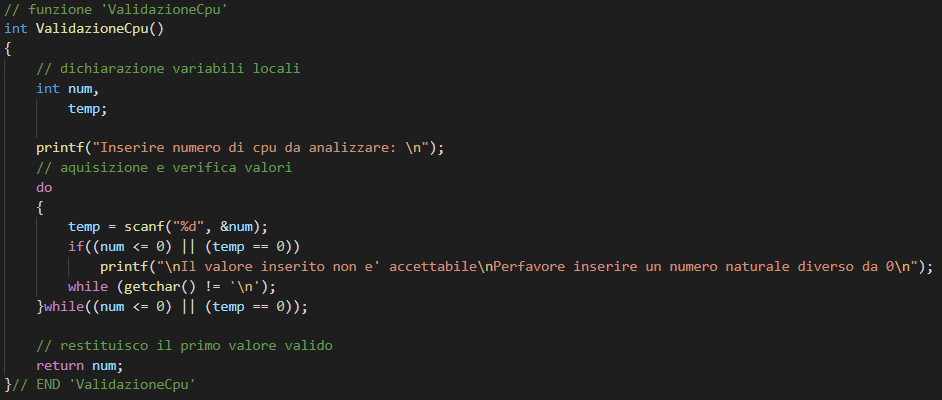 // funzione 'ValidazioneCpu'
int ValidazioneCpu()
{
    // dichiarazione variabili locali
    int num,
        temp;

    printf("Inserire numero di cpu da analizzare: \n");
    // aquisizione e verifica valori
    do
    {
        temp = scanf("%d", &num);
        if((num <= 0) || (temp == 0))
            printf("\nIl valore inserito non e' accettabile\nPerfavore inserire un numero naturale diverso da 0\n");
        while (getchar() != '\n');
    }while((num <= 0) || (temp == 0));

    // restituisco il primo valore valido
    return num;
}// END 'ValidazioneCpu'